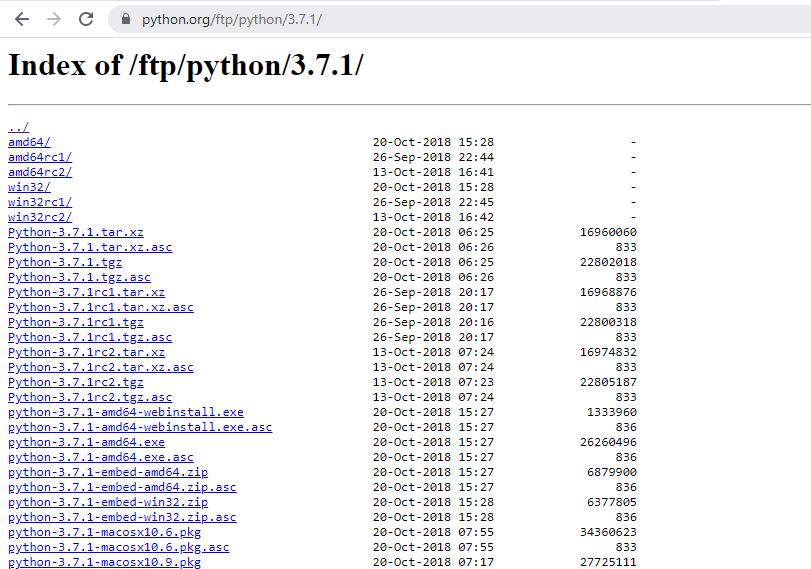 python.org/ftp/python/3.7.1/
Index of /ftp/python/3.7.1/
../
amd64/ 20-Oct-2018 15:28 -
amd64rc1/ 26-Sep-2018 22:44 -
amd64rc2/ 13-Oct-2018 16:41 -
win32/ 20-Oct-2018 15:28 -
win32rc1/ 26-Sep-2018 22:45 -
win32rc2/ 13-Oct-2018 16:42 -
Python-3.7.1.tar.xz 20-Oct-2018 06:25 16960060
Python-3.7.1.tar.xz.asc 20-Oct-2018 06:26 833
Python-3.7.1.tgz 20-Oct-2018 06:25 22802018
Python-3.7.1.tgz.asc 20-Oct-2018 06:26 833
Python-3.7.1rc1.tar.xz 26-Sep-2018 20:17 16968876
Python-3.7.1rc1.tar.xz.asc 26-Sep-2018 20:17 833
Python-3.7.1rc1.tgz 26-Sep-2018 20:16 22800318
Python-3.7.1rc1.tgz.asc 26-Sep-2018 20:17 833
Python-3.7.1rc2.tar.xz 13-Oct-2018 07:24 16974832
Python-3.7.1rc2.tar.xz.asc 13-Oct-2018 07:24 833
Python-3.7.1rc2.tgz 13-Oct-2018 07:23 22805187
Python-3.7.1rc2.tgz.asc 13-Oct-2018 07:24 833
python-3.7.1-amd64-webinstall.exe 20-Oct-2018 15:27 1333960
python-3.7.1-amd64-webinstall.exe.asc 20-Oct-2018 15:27 836
python-3.7.1-amd64.exe 20-Oct-2018 15:27 26260496
python-3.7.1-amd64.exe.asc 20-Oct-2018 15:27 836
python-3.7.1-embed-amd64.zip 20-Oct-2018 15:27 6879900
python-3.7.1-embed-amd64.zip.asc 20-Oct-2018 15:27 836
python-3.7.1-embed-win32.zip 20-Oct-2018 15:28 6377805
python-3.7.1-embed-win32.zip.asc 20-Oct-2018 15:28 836
python-3.7.1-macosx10.6.pkg 20-Oct-2018 07:55 34360623
python-3.7.1-macosx10.6.pkg.asc 20-Oct-2018 07:55 833
python-3.7.1-macosx10.9.pkg 20-Oct-2018 07:17 27725111